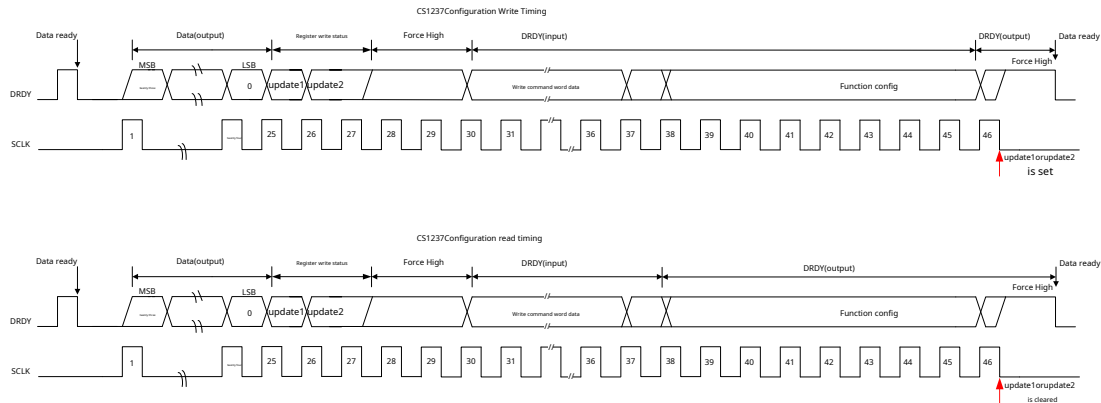 CS1237Configuration Write Timing
Data ready
Data(output)
Register write status
Force High
DRDY(input)
DRDY(output)
Data ready
MSB
LSB
Force High
DRDY
0
update1
update2
Write command word data
Function config
SCLK
1
25
26
27
28
29
30
31
36
37
38
39
40
41
42
43
44
45
46
update1orupdate2
is set
CS1237Configuration read timing
Data ready
Data(output)
Register write status
Force High
DRDY(input)
DRDY(output)
Data ready
MSB
LSB
Force High
DRDY
0
update1
update2
Write command word data
Function config
SCLK
1
25
26
27
28
29
30
31
36
37
38
39
40
41
42
43
44
45
46
update1orupdate2
is cleared